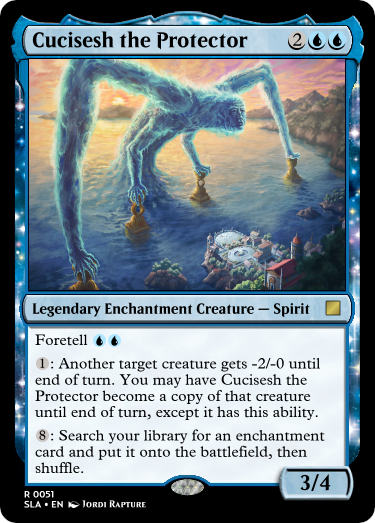 Cucisesh the Protector 2
Legendary Enchantment Creature — Spirit
Foretell
1: Another target creature gets -2/-0 until
end of turn. You may have Cucisesh the
Protector become a copy of that creature
until end of turn, except it has this ability.
8: Search your library for an enchantment
card and put it onto the battlefield, then
shuffle.
3/4
R 0051
SLA • EN Jordi Rapture